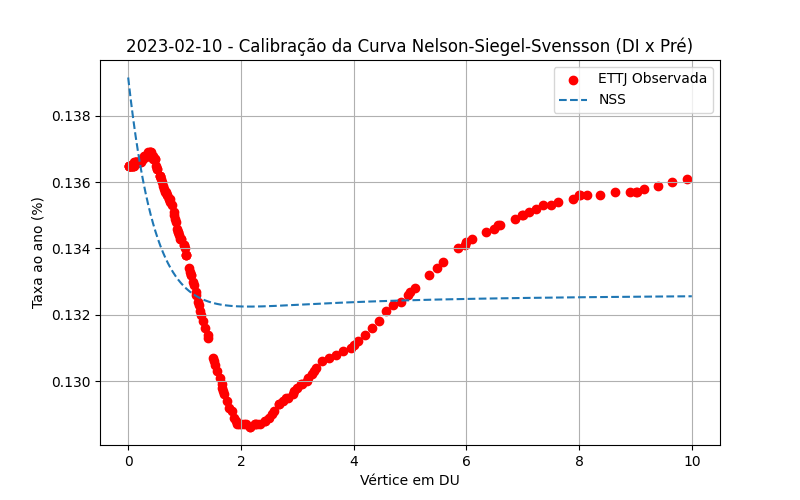 2023-02-10 - Calibração da Curva Nelson-Siegel-Svensson (DI x Pré)
ETTJ Observada
NSS
Taxa ao ano (%)
0.138
0.136
0.134
0.132
0.130
0
2
4
6
8
10
Vértice em DU